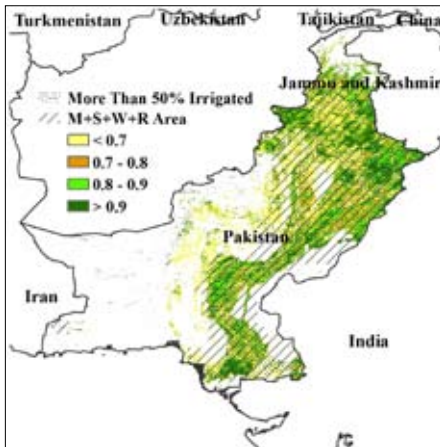 Turkmenistan Uzbekistan Tajikistan China
Jammu and Kashmir
More Than 50% Irrigated
M+S+W+R Area
< 0.7
0.7 - 0.8
0.8 - 0.9
> 0.9
Pakistan
Iran
India